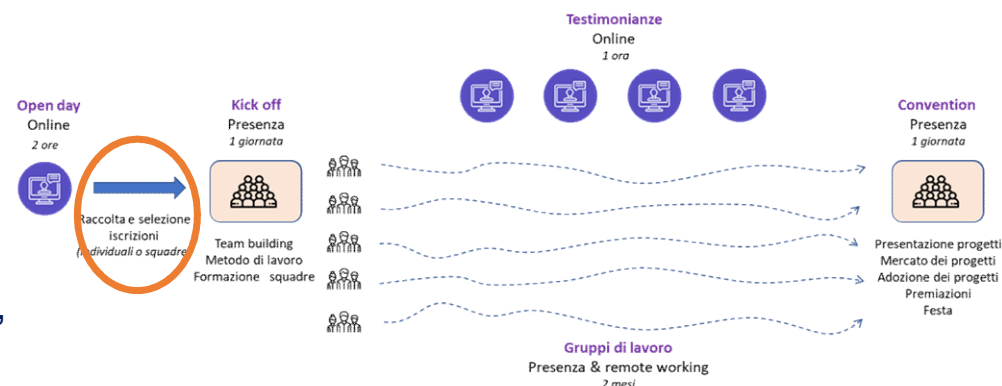 Testimonianze
Online
1 ora
Open day
Online
2 ore
Raccolta e selezione
iscrizioni
(individuali o squadre
Kick off
Presenza
1 giornata
Team building
Metodo di lavoro
Formazione squadre
Convention
Presenza
1 giornata
Presentazione progetti
Mercato dei progetti
Adozione dei progetti
Premiazioni
Festa
Gruppi di lavoro
Presenza & remote working
2 mesi
,